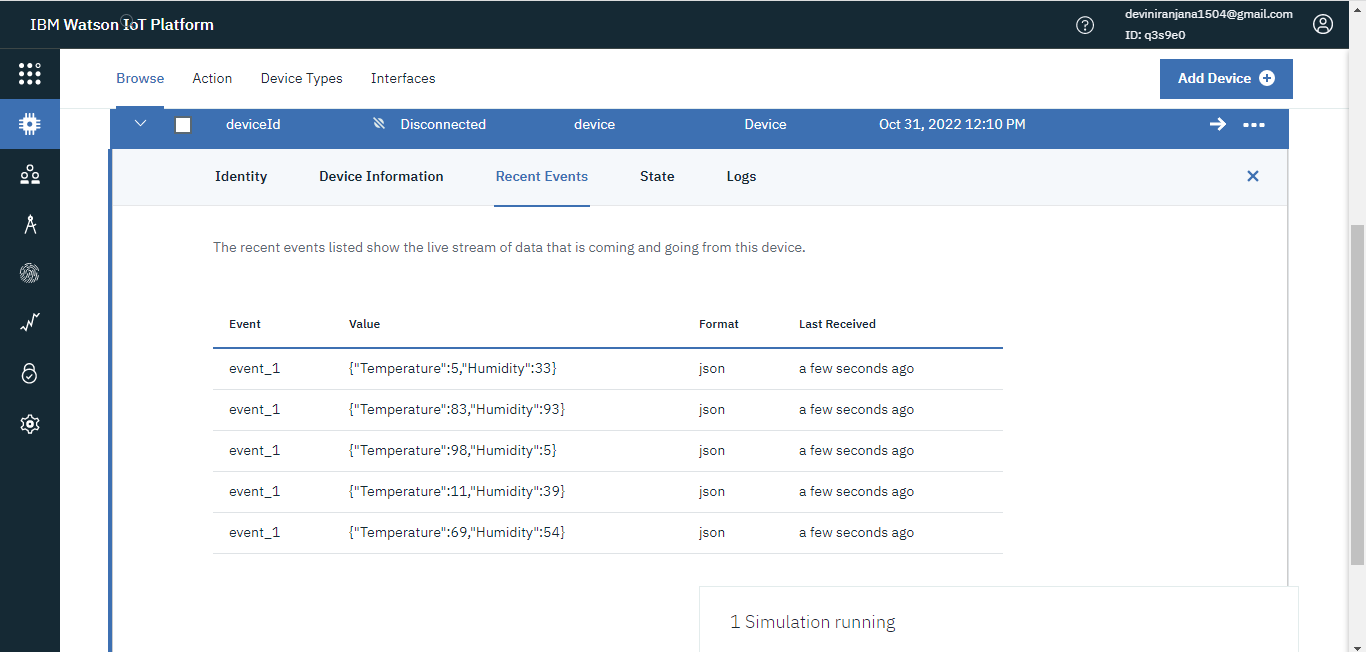 IBM Watson IoT Platform
deviniranjana1504@gmail.com
ID: q3s9e0
Browse Action Device Types Interfaces
Add Device
deviceId Disconnected device Device Oct 31, 2022 12:10 PM
Identity Device Information Recent Events State Logs
The recent events listed show the live stream of data that is coming and going from this device.
Event Value Format Last Received
event_1 {"Temperature":5,"Humidity":33} json a few seconds ago
event_1 {"Temperature":83,"Humidity":93} json a few seconds ago
event_1 {"Temperature":98,"Humidity":5} json a few seconds ago
event_1 {"Temperature":11,"Humidity":39} json a few seconds ago
event_1 {"Temperature":69,"Humidity":54} json a few seconds ago
1 Simulation running